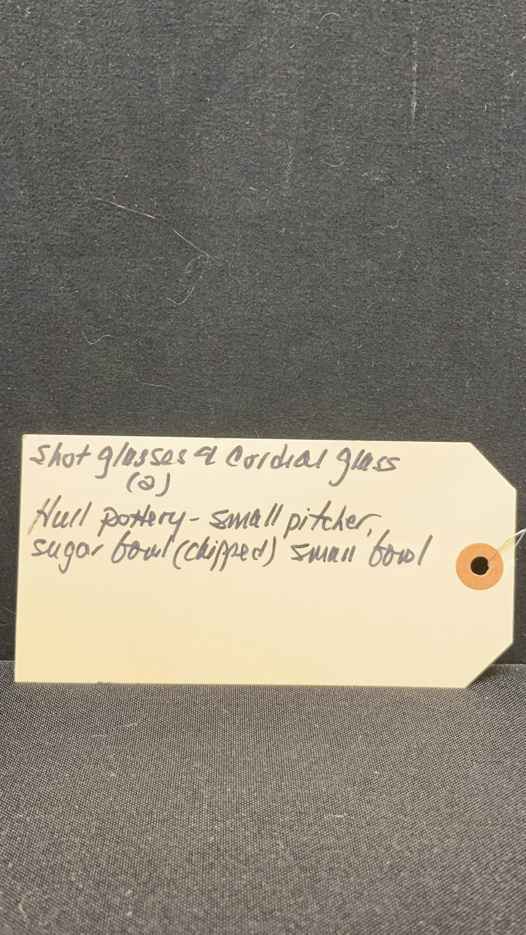 Shot glasses & Cordial glass
(2)
Hull pottery - small pitcher,
sugar bowl (chipped) small bowl